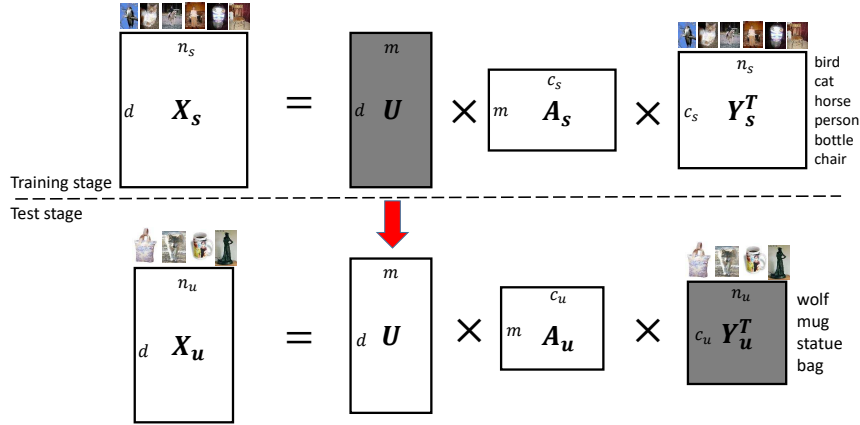 n_s
m
c_s
n_s
d
X_s
=
d
U
×
m
A_s
×
c_s
Y_s^T
bird
cat
horse
person
bottle
chair
Training stage
Test stage
n_u
m
c_u
n_u
d
X_u
=
d
U
×
m
A_u
×
c_u
Y_u^T
wolf
mug
statue
bag